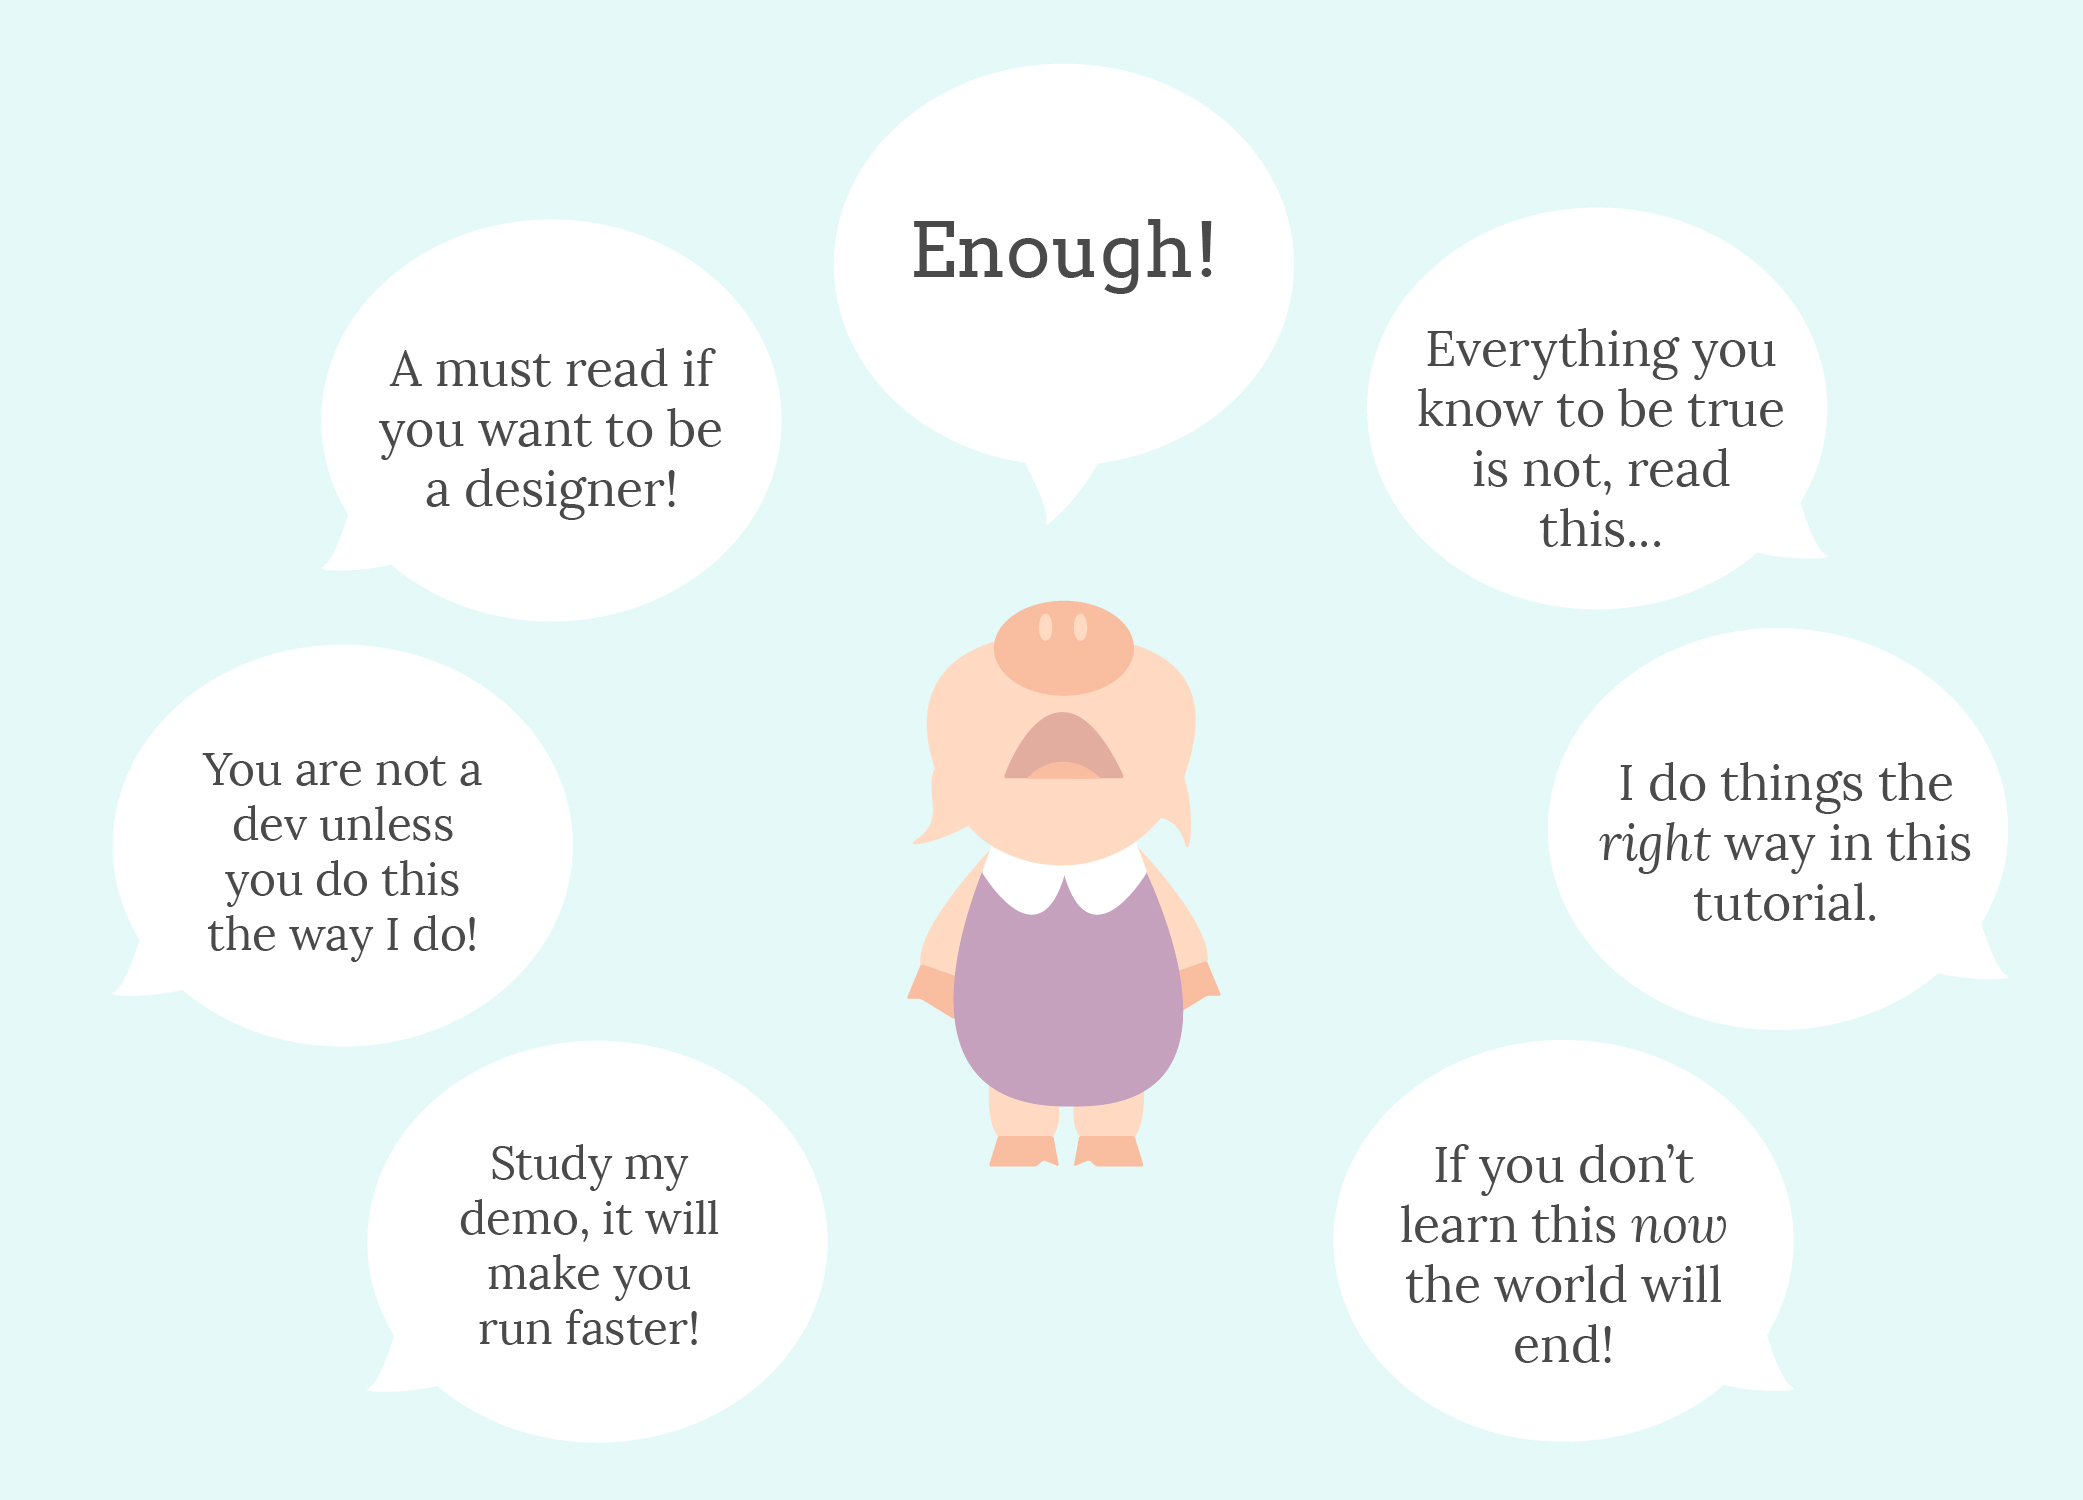 Enough!
A must read if
you want to be
a designer!
Everything you
know to be true
is not, read
this...
You are not a
dev unless
you do this
the way I do!
I do things the
right way in this
tutorial.
Study my
demo, it will
make you
run faster!
If you don’t
learn this now
the world will
end!